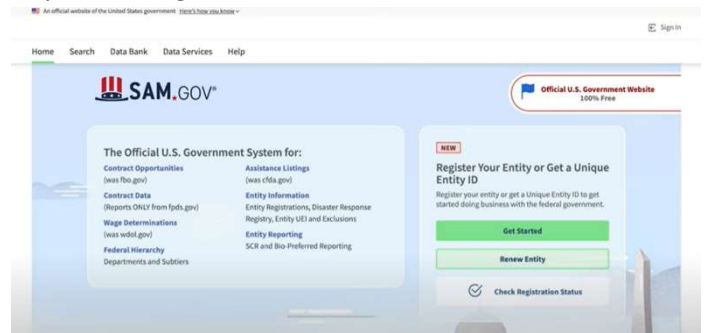 An official website of the United States government Here's how you know
Sign In
Home Search Data Bank Data Services Help
SAM.GOV®
Official U.S. Government Website
100% Free
The Official U.S. Government System for:
Contract Opportunities
(was fbo.gov)
Contract Data
(Reports ONLY from fpds.gov)
Wage Determinations
(was wdol.gov)
Federal Hierarchy
Departments and Subtiers
Assistance Listings
(was cfda.gov)
Entity Information
Entity Registrations, Disaster Response
Registry, Entity UEI and Exclusions
Entity Reporting
SCR and Bio-Preferred Reporting
NEW
Register Your Entity or Get a Unique
Entity ID
Register your entity or get a Unique Entity ID to get
started doing business with the federal government.
Get Started
Renew Entity
Check Registration Status